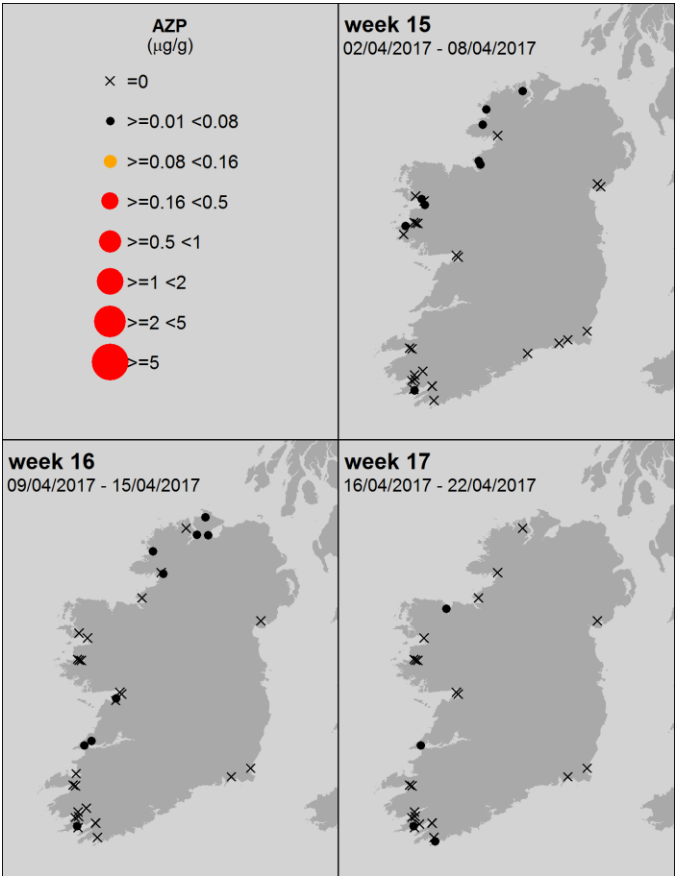 AZP
(µg/g)
=0
>=0.01 <0.08
>=0.08 <0.16
>=0.16 <0.5
>=0.5 <1
>=1 <2
>=2 <5
>=5
week 15
02/04/2017 - 08/04/2017
week 16
09/04/2017 - 15/04/2017
week 17
16/04/2017 - 22/04/2017